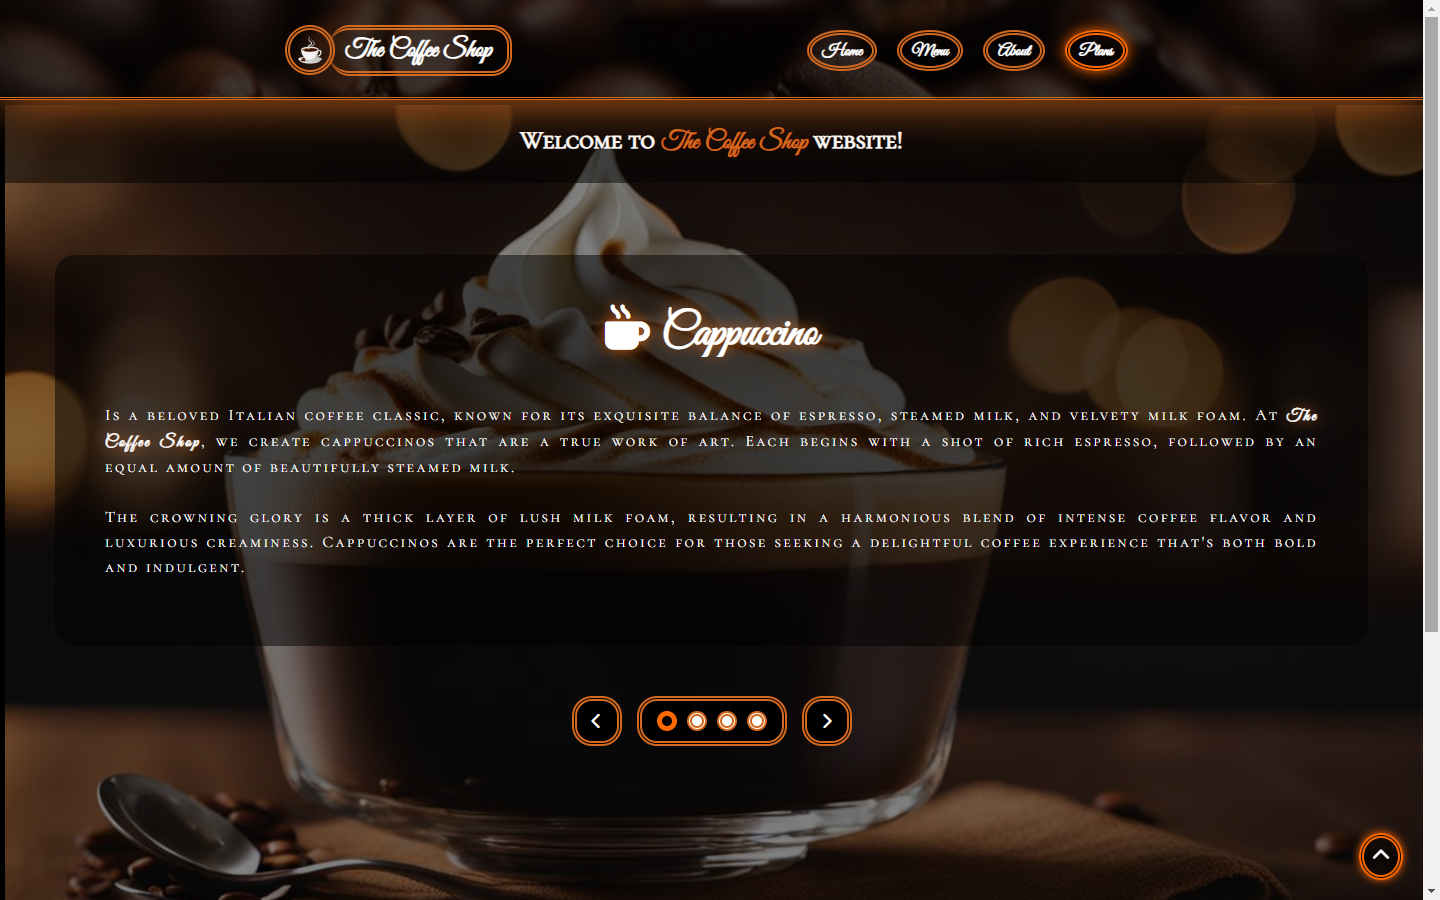 The Coffee Shop
Home
Menu
About
Plans
Welcome to The Coffee Shop website!
Cappuccino
Is a beloved Italian coffee classic, known for its exquisite balance of espresso, steamed milk, and velvety milk foam. At The
Coffee Shop, we create cappuccinos that are a true work of art. Each begins with a shot of rich espresso, followed by an
equal amount of beautifully steamed milk.
The crowning glory is a thick layer of lush milk foam, resulting in a harmonious blend of intense coffee flavor and
luxurious creaminess. Cappuccinos are the perfect choice for those seeking a delightful coffee experience that's both bold
and indulgent.